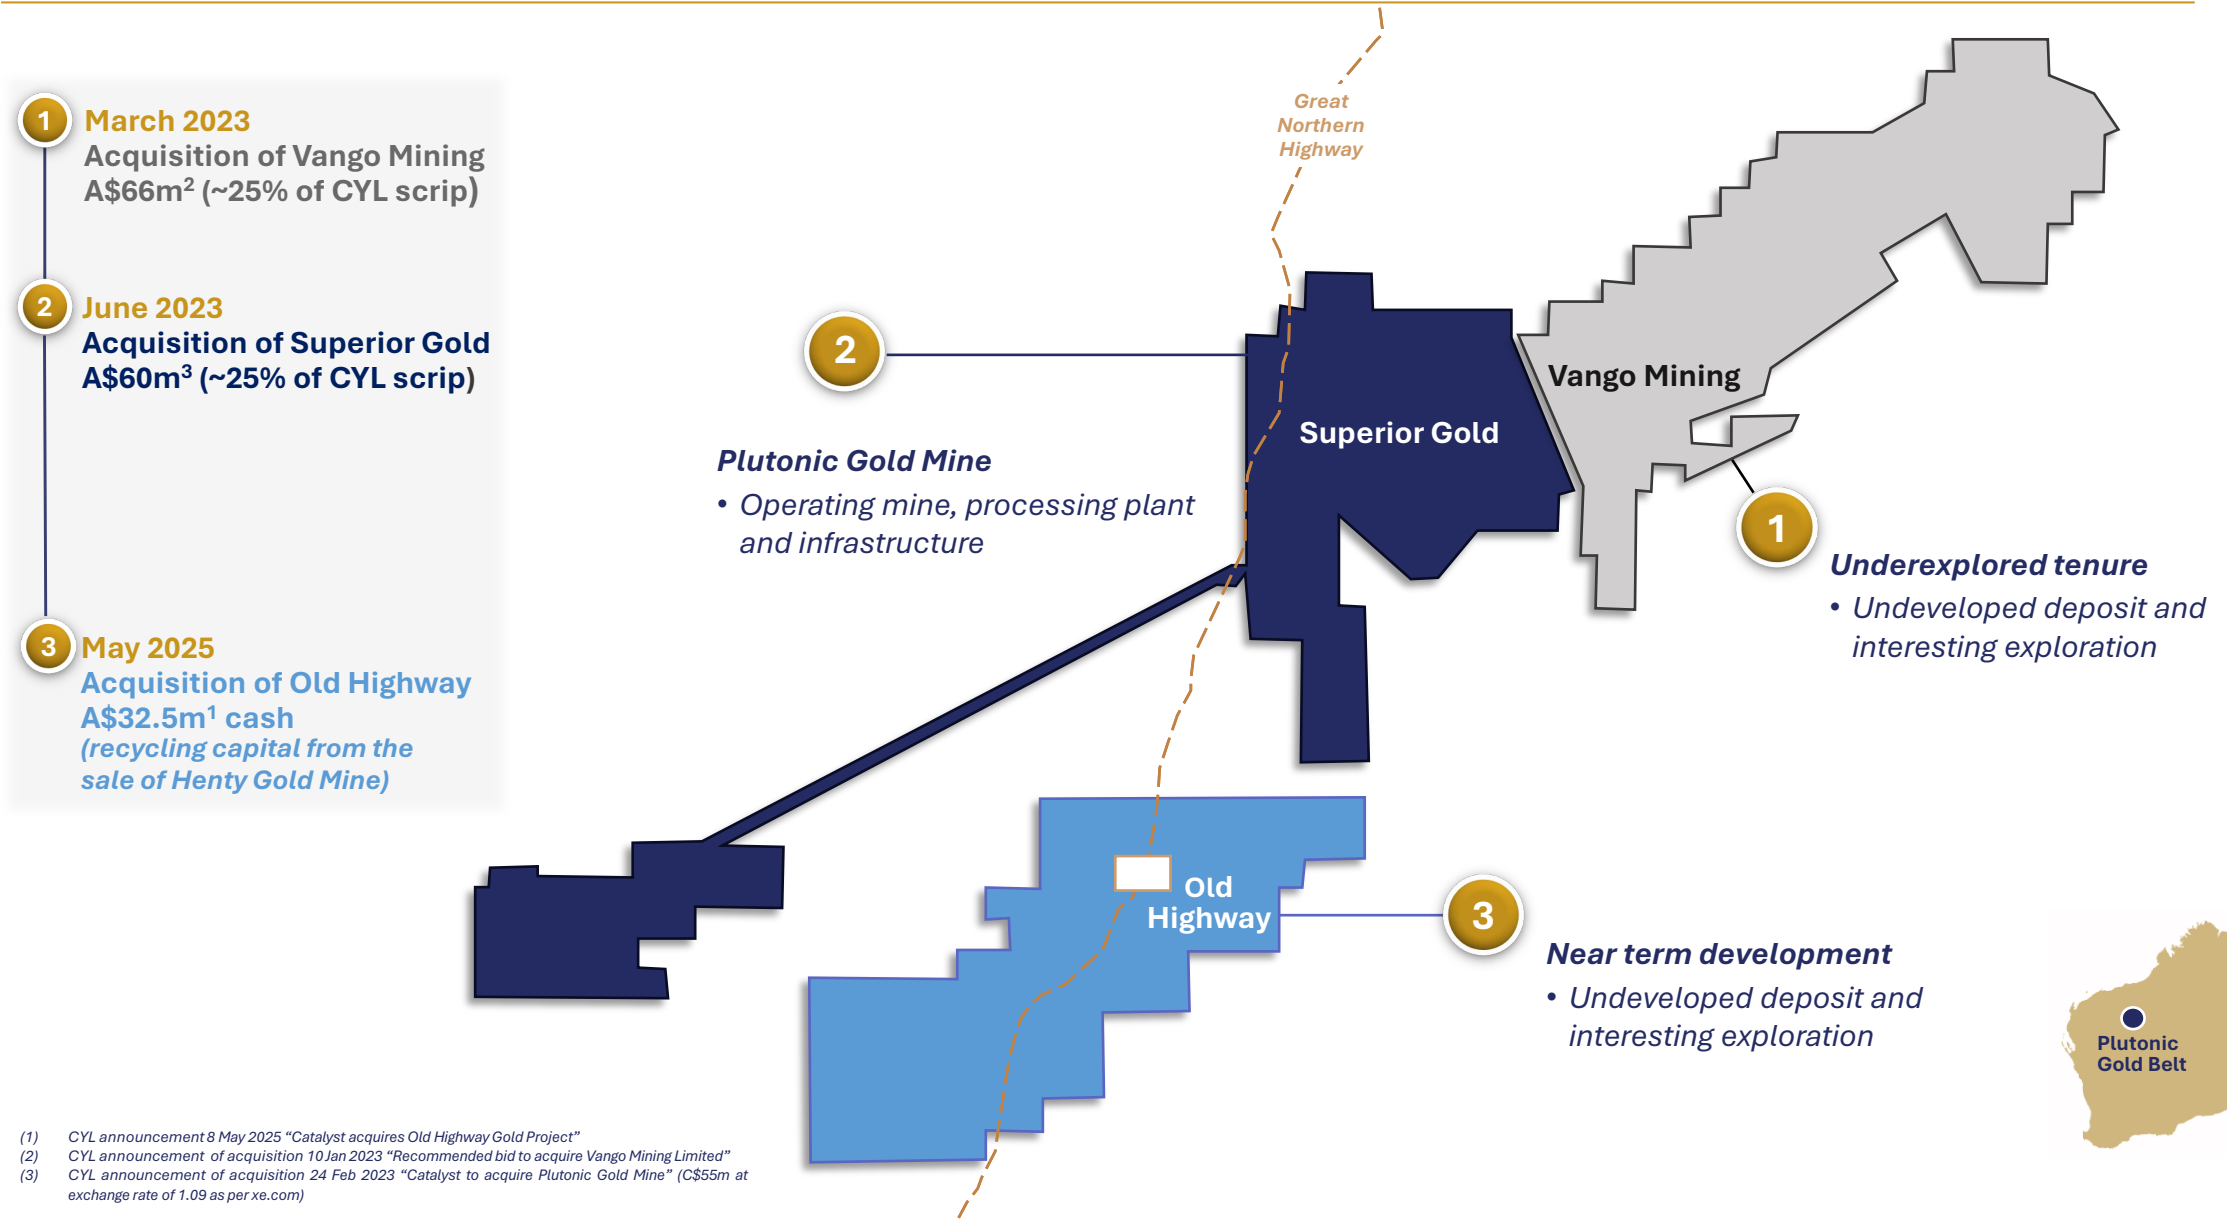 1
March 2023
Acquisition of Vango Mining
A$66m² (~25% of CYL scrip)
2
June 2023
Acquisition of Superior Gold
A$60m³ (~25% of CYL scrip)
3
May 2025
Acquisition of Old Highway
A$32.5m¹ cash
(recycling capital from the
sale of Henty Gold Mine)
Great
Northern
Highway
2
Plutonic Gold Mine
• Operating mine, processing plant
and infrastructure
Superior Gold
Vango Mining
1
Underexplored tenure
• Undeveloped deposit and
interesting exploration
Old
Highway
3
Near term development
• Undeveloped deposit and
interesting exploration
Plutonic
Gold Belt
(1) CYL announcement 8 May 2025 “Catalyst acquires Old Highway Gold Project”
(2) CYL announcement of acquisition 10 Jan 2023 “Recommended bid to acquire Vango Mining Limited”
(3) CYL announcement of acquisition 24 Feb 2023 “Catalyst to acquire Plutonic Gold Mine” (C$55m at
exchange rate of 1.09 as per xe.com)